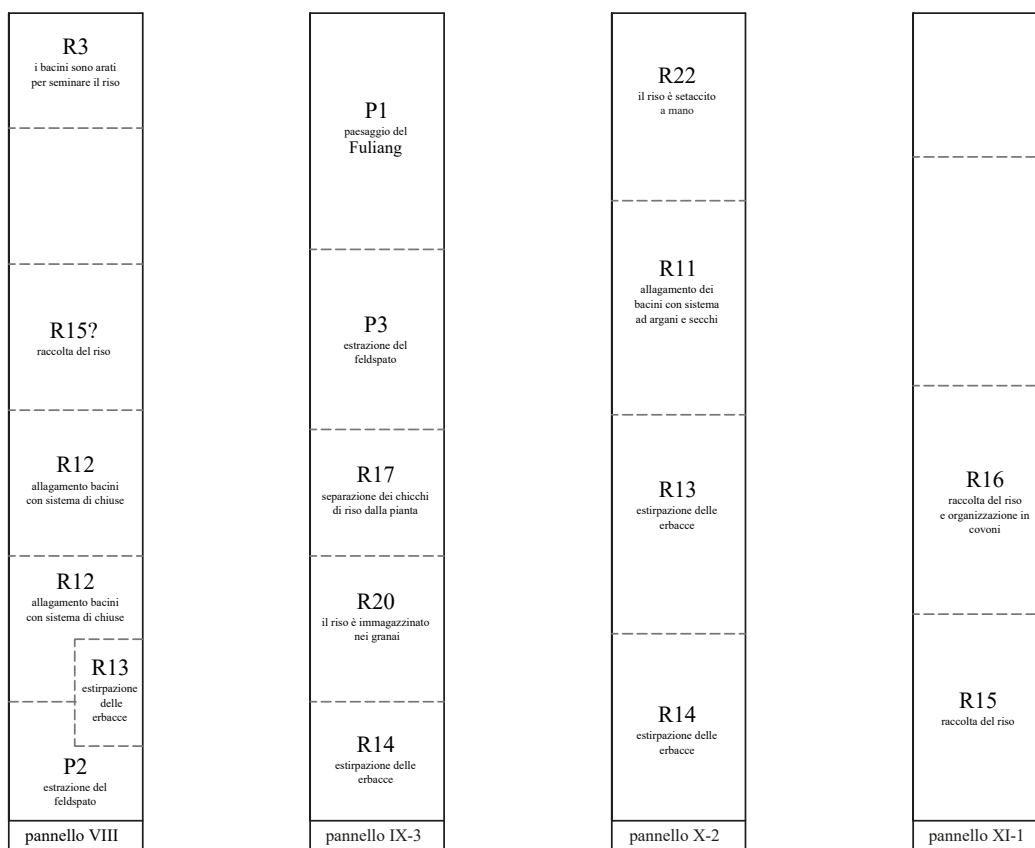 R3
i bacini sono arati
per seminare il riso
R15?
raccolta del riso
R12
allagamento bacini
con sistema di chiuse
R12
allagamento bacini
con sistema di chiuse
R13
estirpazione
delle
erbacce
P2
estrazione del
feldspato
pannello VIII
P1
paesaggio del
Fuliang
P3
estrazione del
feldspato
R17
separazione dei chicchi
di riso dalla pianta
R20
il riso è immagazzinato
nei granai
R14
estirpazione delle
erbacce
pannello IX-3
R22
il riso è setaccito
a mano
R11
allagamento dei
bacini con sistema
ad argani e secchi
R13
estirpazione delle
erbacce
R14
estirpazione delle
erbacce
pannello X-2
R16
raccolta del riso
e organizzazione in
covoni
R15
raccolta del riso
pannello XI-1